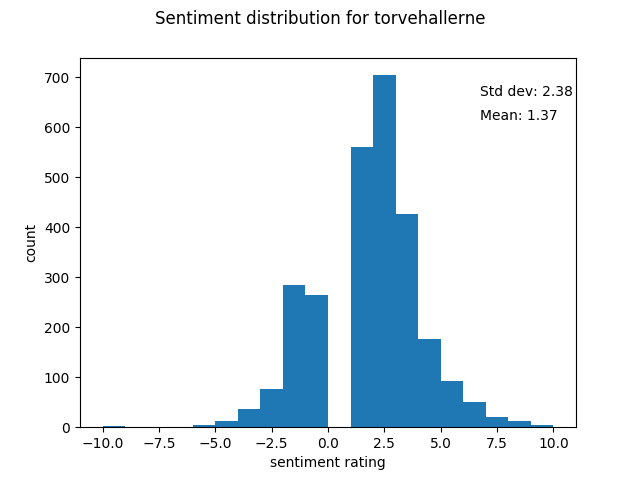 Sentiment distribution for torvehallerne
Std dev: 2.38
Mean: 1.37
700
600
500
400
300
200
100
0
count
−10.0 −7.5 −5.0 −2.5 0.0 2.5 5.0 7.5 10.0
sentiment rating